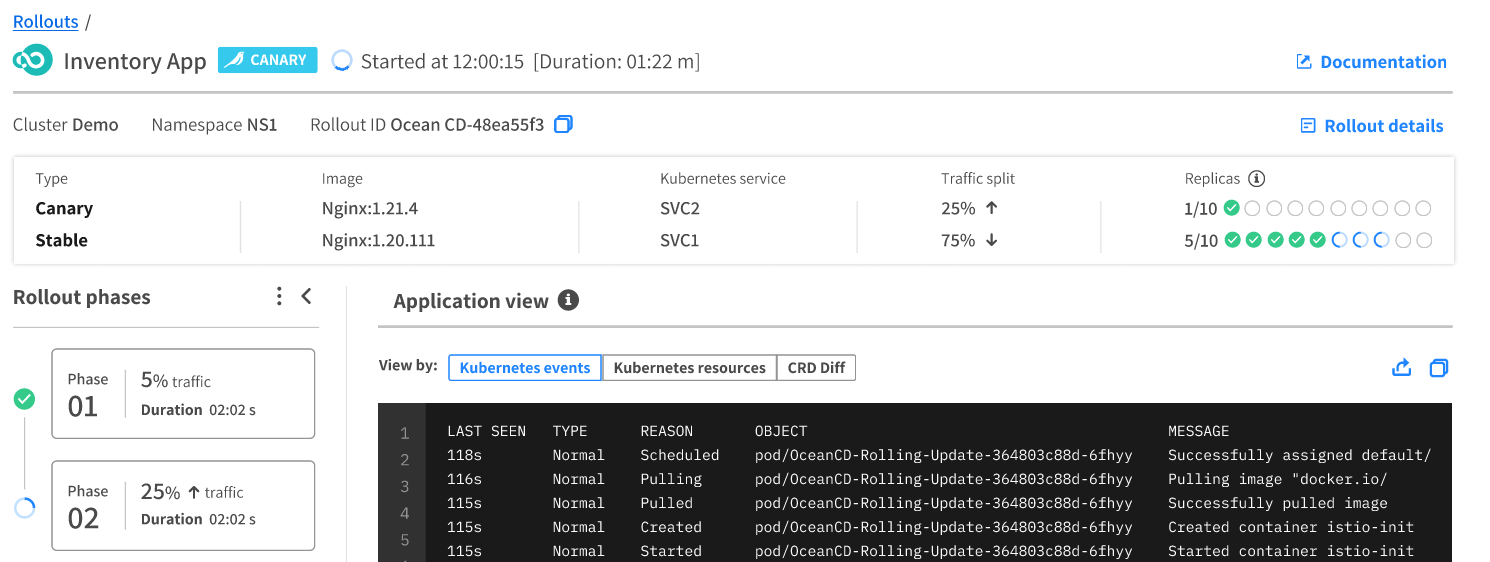 Rollouts /
Inventory App CANARY Started at 12:00:15 [Duration: 01:22 m]
Documentation
Cluster Demo Namespace NS1 Rollout ID Ocean CD-48ea55f3
Rollout details
Type Image Kubernetes service Traffic split Replicas
Canary Nginx:1.21.4 SVC2 25% ↑ 1/10
Stable Nginx:1.20.111 SVC1 75% ↓ 5/10
Rollout phases
Phase 01 5% traffic
Duration 02:02 s
Phase 02 25% ↑ traffic
Duration 02:02 s
Application view
View by: Kubernetes events Kubernetes resources CRD Diff
1 LAST SEEN TYPE REASON OBJECT MESSAGE
2 118s Normal Scheduled pod/OceanCD-Rolling-Update-364803c88d-6fhyy Successfully assigned default/
3 116s Normal Pulling pod/OceanCD-Rolling-Update-364803c88d-6fhyy Pulling image "docker.io/
4 115s Normal Pulled pod/OceanCD-Rolling-Update-364803c88d-6fhyy Successfully pulled image
5 115s Normal Created pod/OceanCD-Rolling-Update-364803c88d-6fhyy Created container istio-init
115s Normal Started pod/OceanCD-Rolling-Update-364803c88d-6fhyy Started container istio-init